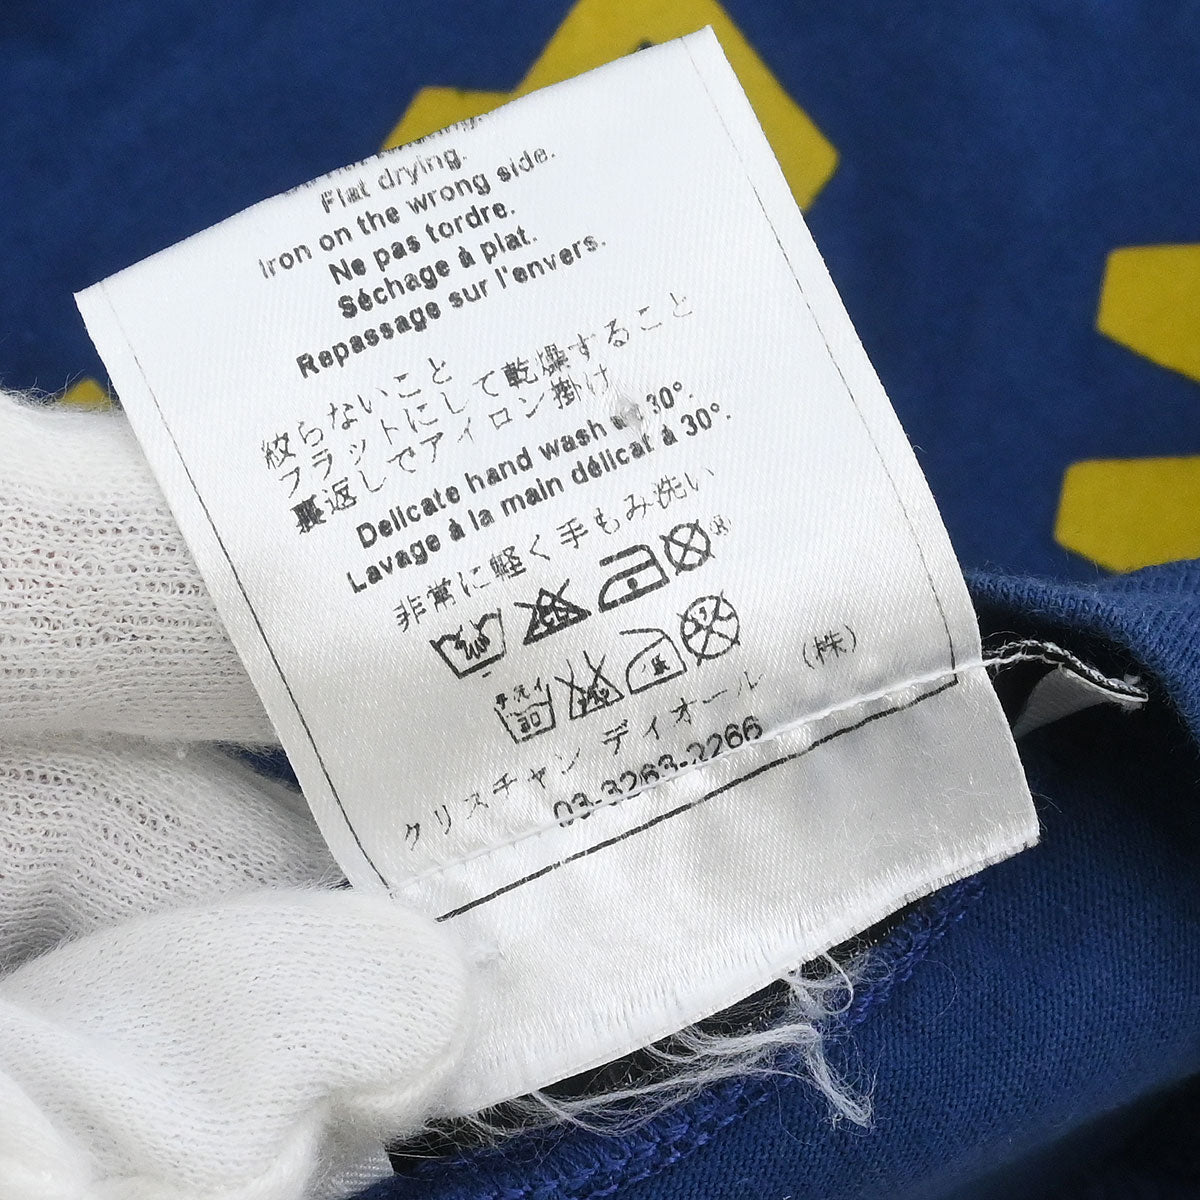 Flat drying.
Iron on the wrong side.
Ne pas tordre.
Séchage à plat.
Repassage sur l'envers.
絞らないこと
フラットにして乾燥すること
裏返しでアイロン掛け
Delicate hand wash at 30°.
Lavage à la main délicat à 30°.
非常に軽く手もみ洗い
手洗イ
クリスチャン ディオール (株)
03-3263-2266